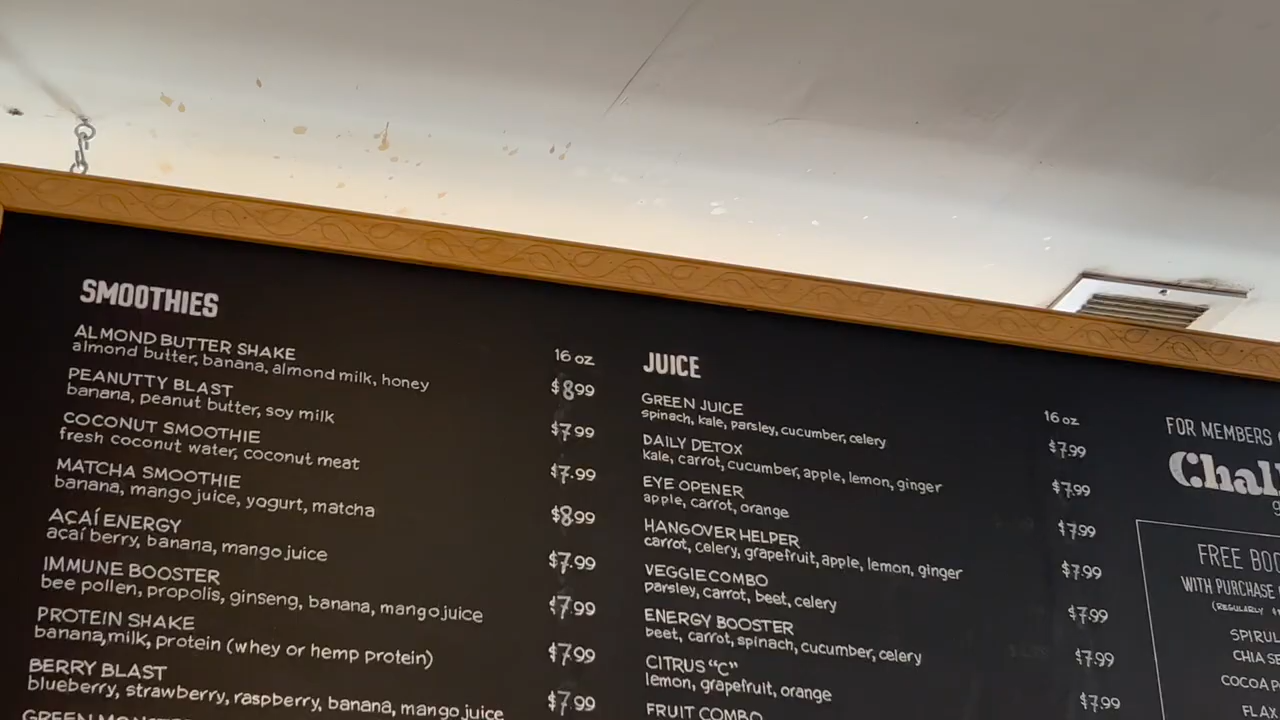 SMOOTHIES
16 oz
ALMOND BUTTER SHAKE
almond butter, banana, almond milk, honey
$8.99
PEANUTTY BLAST
banana, peanut butter, soy milk
$7.99
COCONUT SMOOTHIE
fresh coconut water, coconut meat
$7.99
MATCHA SMOOTHIE
banana, mango juice, yogurt, matcha
$8.99
AÇAÍ ENERGY
açaí berry, banana, mango juice
$7.99
IMMUNE BOOSTER
bee pollen, propolis, ginseng, banana, mango juice
$7.99
PROTEIN SHAKE
banana, milk, protein (whey or hemp protein)
$7.99
BERRY BLAST
blueberry, strawberry, raspberry, banana, mango juice
$7.99
JUICE
16 oz
GREEN JUICE
spinach, kale, parsley, cucumber, celery
$7.99
DAILY DETOX
kale, carrot, cucumber, apple, lemon, ginger
$7.99
EYE OPENER
apple, carrot, orange
$7.99
HANGOVER HELPER
carrot, celery, grapefruit, apple, lemon, ginger
$7.99
VEGGIE COMBO
parsley, carrot, beet, celery
$7.99
ENERGY BOOSTER
beet, carrot, spinach, cucumber, celery
$7.99
CITRUS "C"
lemon, grapefruit, orange
$7.99
FRUIT COMBO
FOR MEMBERS
FREE
WITH PURCHASE
(REGULARLY
CHIA
COCOA
FLAX